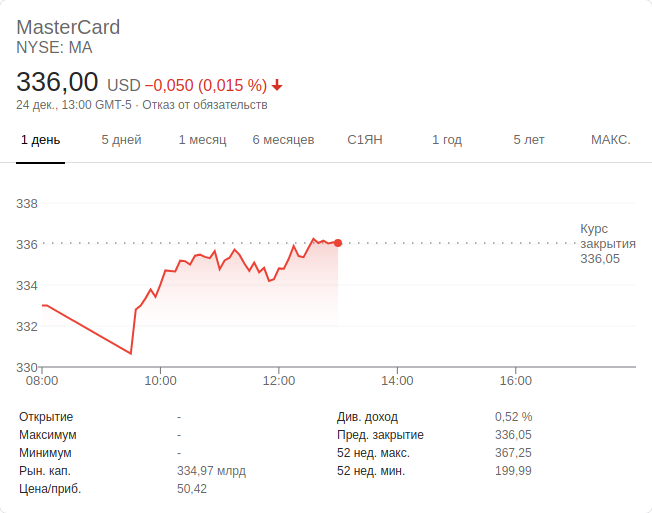 MasterCard
NYSE: MA
336,00 USD −0,050 (0,015 %)
24 дек., 13:00 GMT-5 · Отказ от обязательств
1 день 5 дней 1 месяц 6 месяцев С1ЯН 1 год 5 лет МАКС.
338
336
334
332
330
Курс
закрытия
336,05
08:00 10:00 12:00 14:00 16:00
Открытие - Див. доход 0,52 %
Максимум - Пред. закрытие 336,05
Минимум - 52 нед. макс. 367,25
Рын. кап. 334,97 млрд 52 нед. мин. 199,99
Цена/приб. 50,42